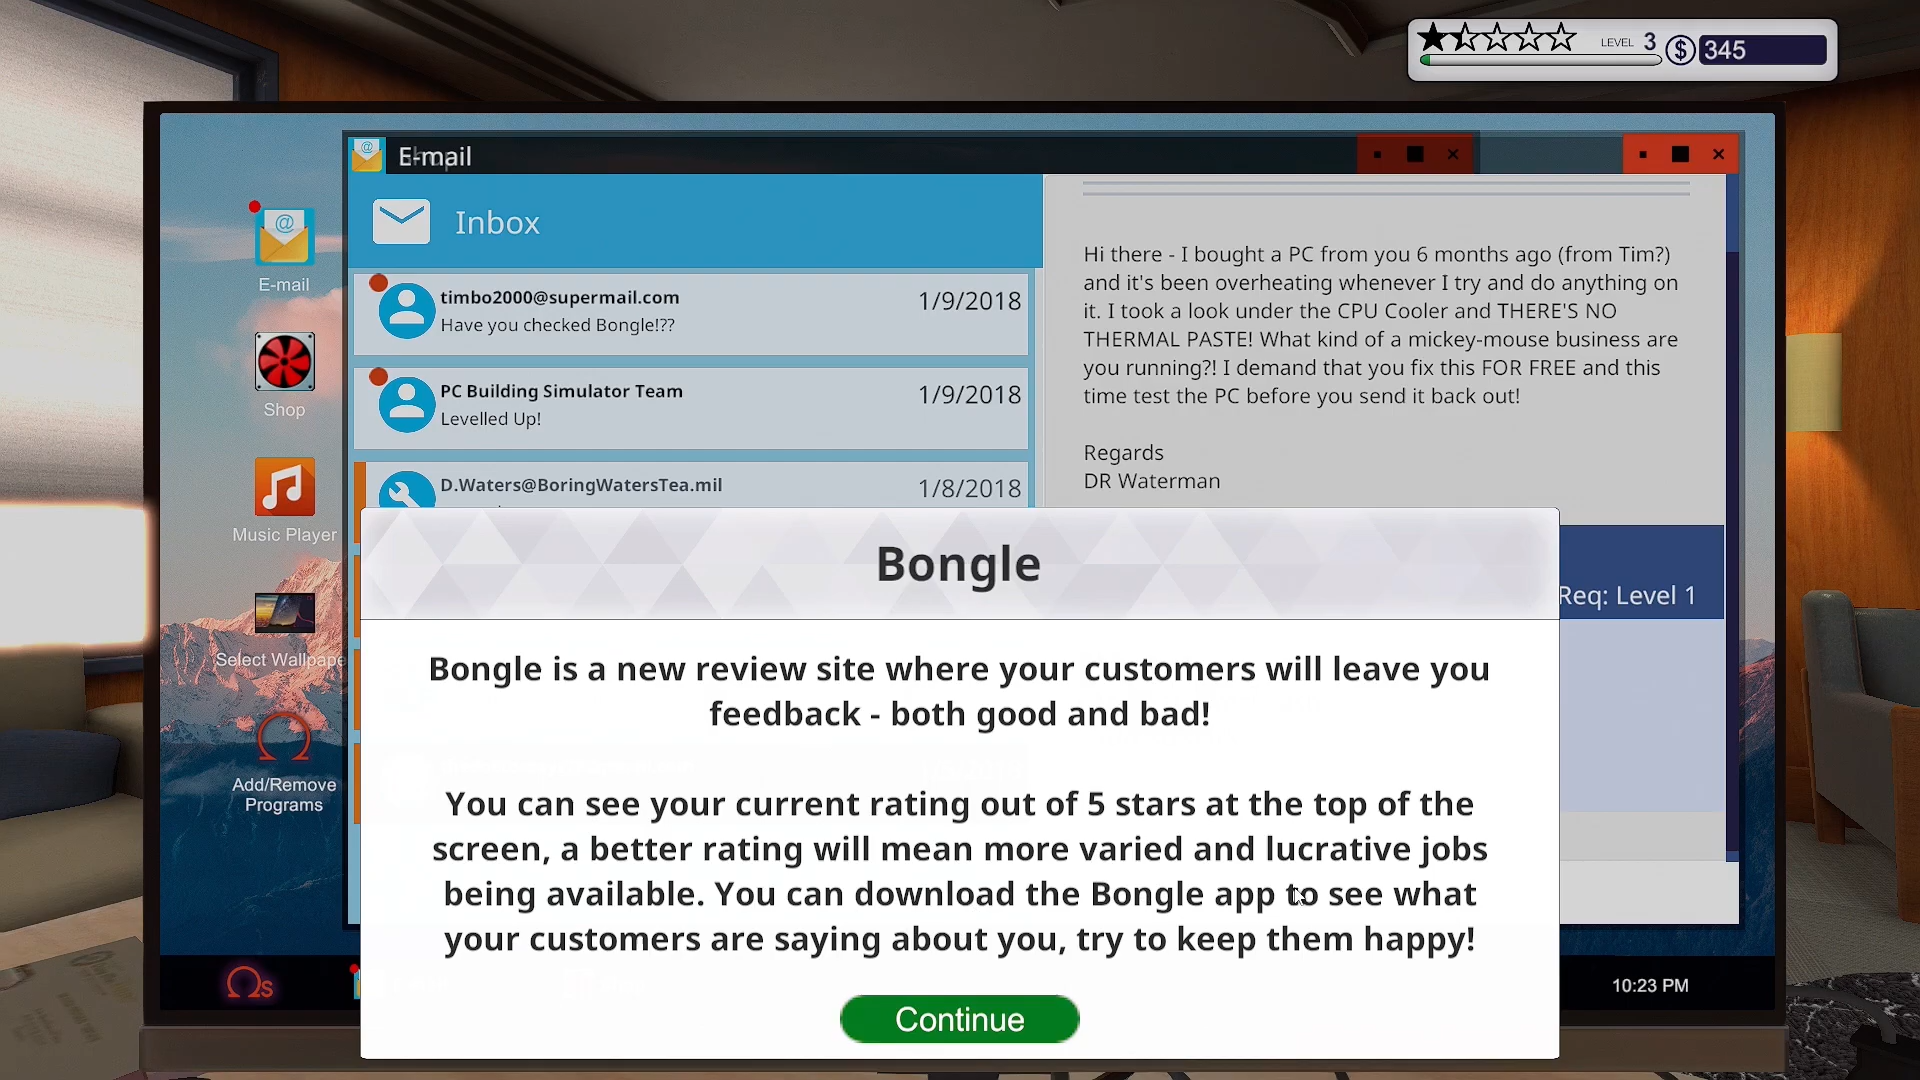 LEVEL 3
$ 345
E-mail
Inbox
E-mail
timbo2000@supermail.com
1/9/2018
Have you checked Bongle!??
Shop
PC Building Simulator Team
1/9/2018
Levelled Up!
Music Player
D.Waters@BoringWatersTea.mil
1/8/2018
Select Wallpape
Add/Remove
Programs
Hi there - I bought a PC from you 6 months ago (from Tim?)
and it's been overheating whenever I try and do anything on
it. I took a look under the CPU Cooler and THERE'S NO
THERMAL PASTE! What kind of a mickey-mouse business are
you running?! I demand that you fix this FOR FREE and this
time test the PC before you send it back out!
Regards
DR Waterman
Req: Level 1
Bongle
Bongle is a new review site where your customers will leave you
feedback - both good and bad!
You can see your current rating out of 5 stars at the top of the
screen, a better rating will mean more varied and lucrative jobs
being available. You can download the Bongle app to see what
your customers are saying about you, try to keep them happy!
Continue
Ωs
10:23 PM